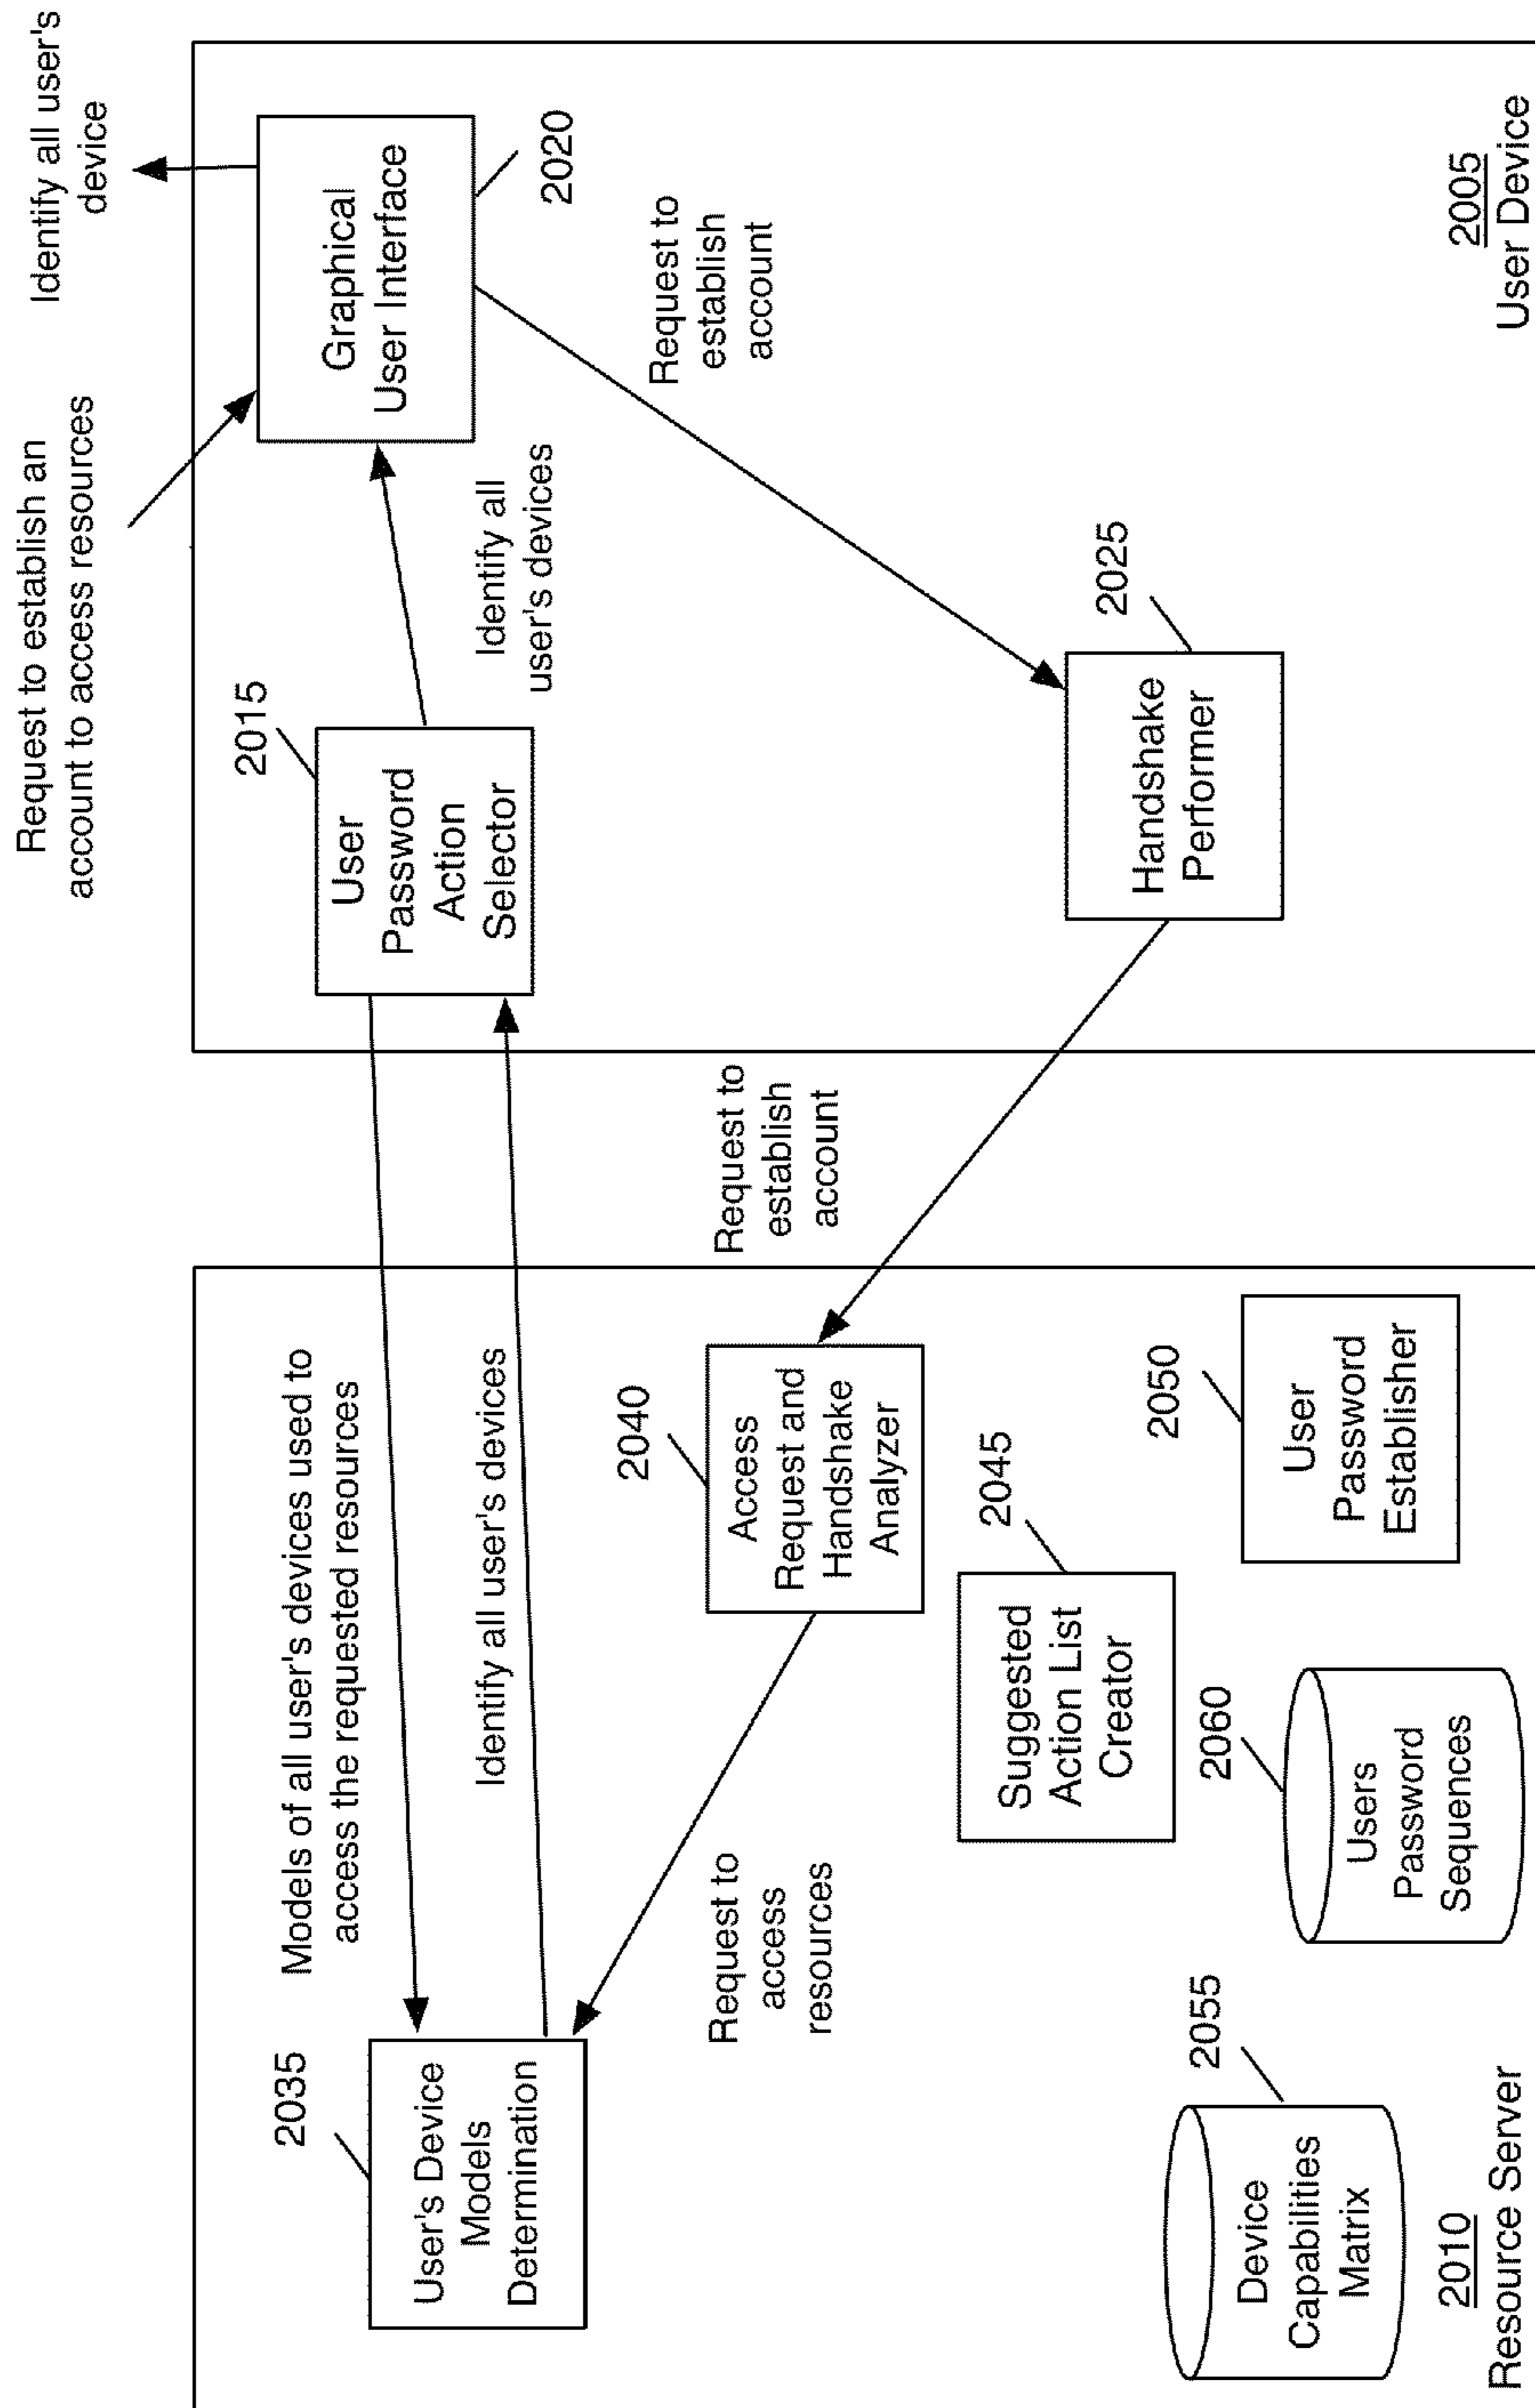 Request to establish an
account to access resources
Identify all user's
device
2015
User
Password
Action
Selector
Graphical
User Interface
2020
Identify all
user's devices
Request to
establish
account
2025
Handshake
Performer
2005
User Device
Models of all user's devices used to
access the requested resources
Identify all user's devices
Request to
establish
account
2035
User's Device
Models
Determination
2040
Access
Request and
Handshake
Analyzer
Request to
access
resources
2045
Suggested
Action List
Creator
2050
User
Password
Establisher
2060
Users
Password
Sequences
2055
Device
Capabilities
Matrix
2010
Resource Server